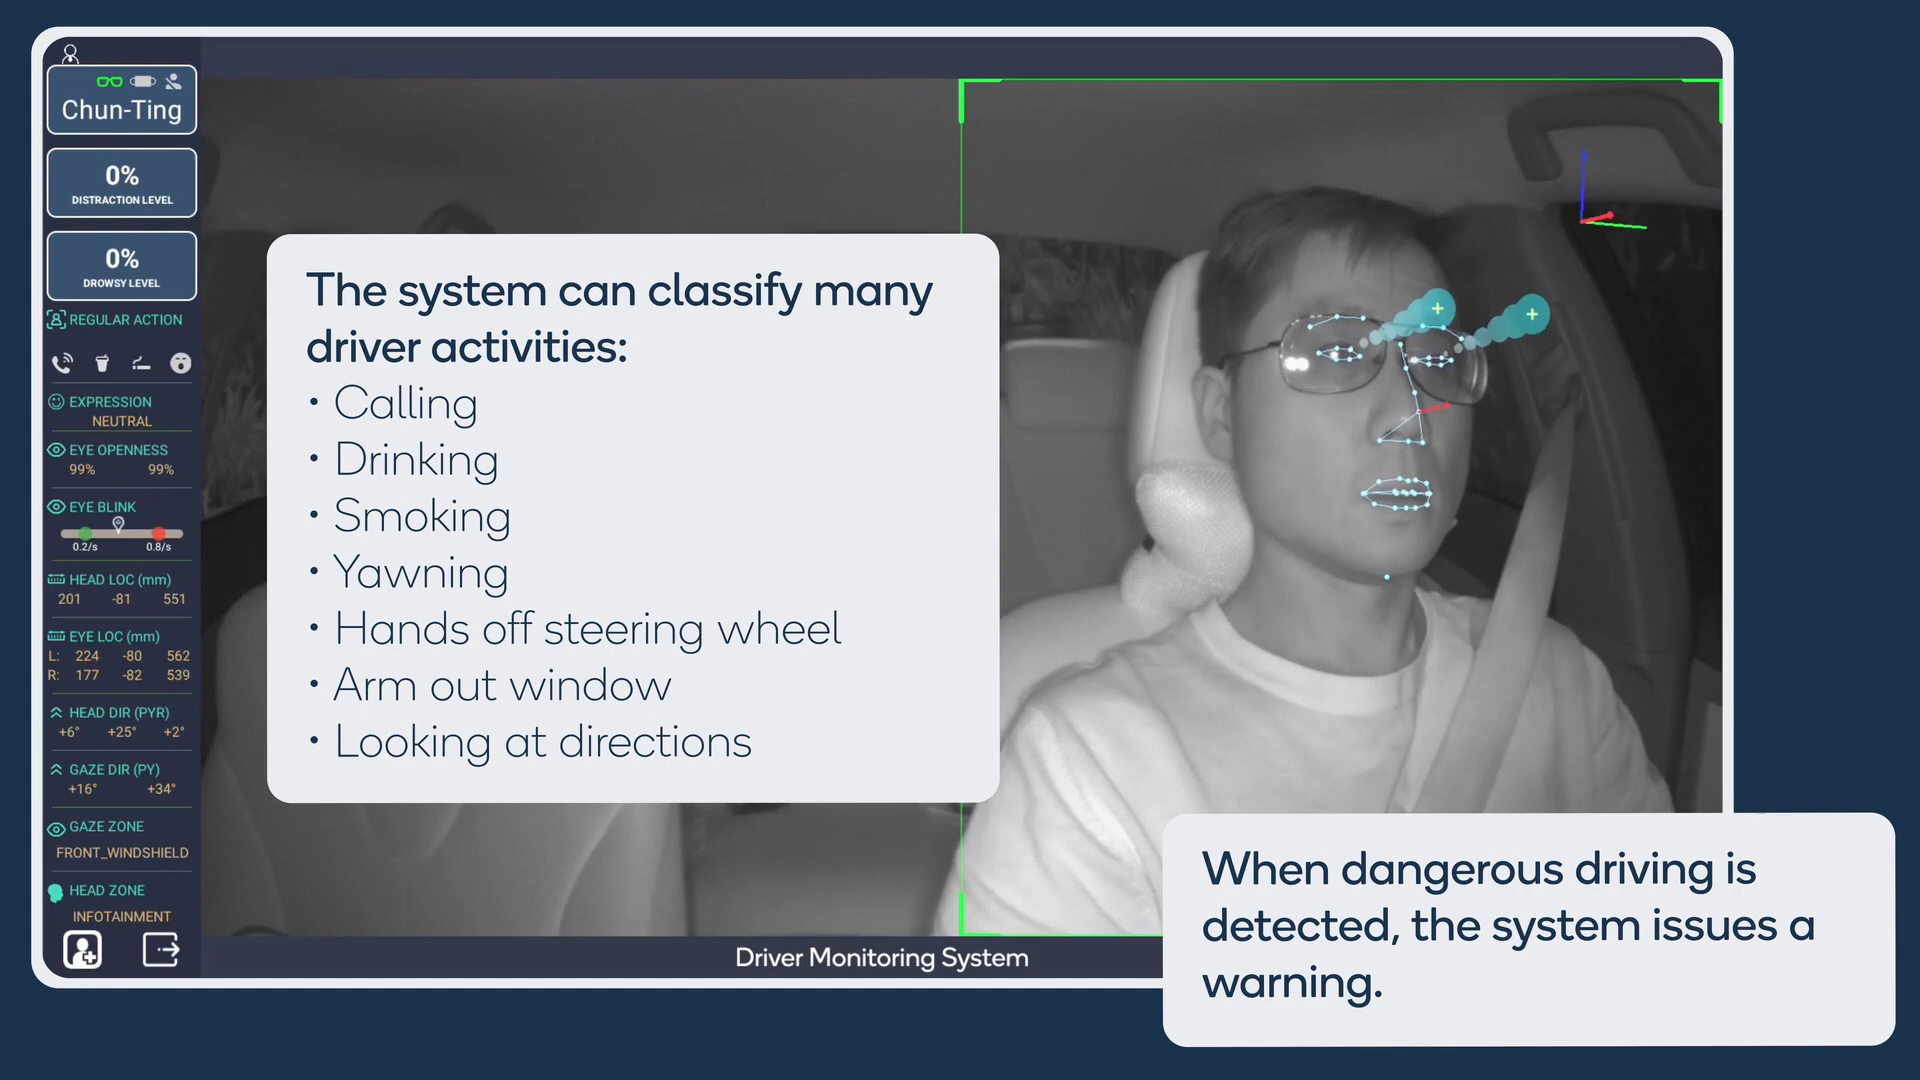 Chun-Ting
0%
DISTRACTION LEVEL
0%
DROWSY LEVEL
REGULAR ACTION
EXPRESSION
NEUTRAL
EYE OPENNESS
99% 99%
EYE BLINK
0.2/s 0.8/s
HEAD LOC (mm)
201 -81 551
EYE LOC (mm)
L: 224 -80 562
R: 177 -82 539
HEAD DIR (PYR)
+6° +25° +2°
GAZE DIR (PY)
+16° +34°
GAZE ZONE
FRONT_WINDSHIELD
HEAD ZONE
INFOTAINMENT
The system can classify many
driver activities:
• Calling
• Drinking
• Smoking
• Yawning
• Hands off steering wheel
• Arm out window
• Looking at directions
Driver Monitoring System
When dangerous driving is
detected, the system issues a
warning.